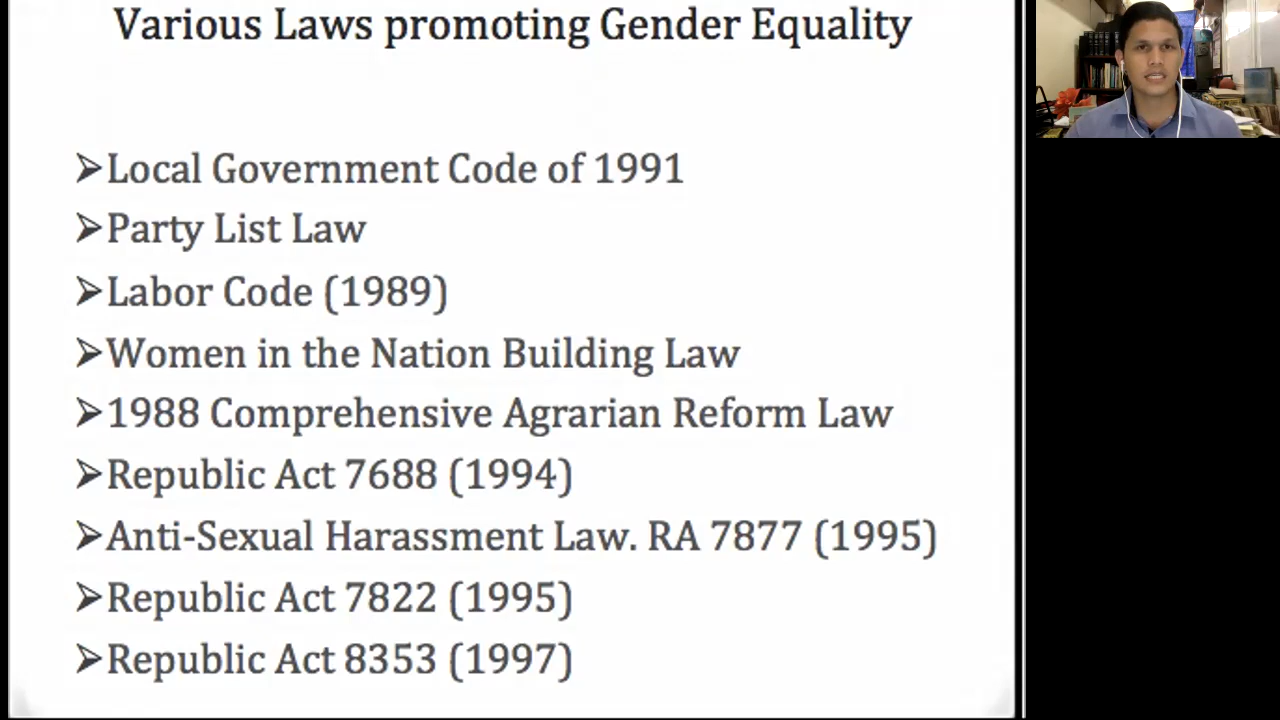 Various Laws promoting Gender Equality
➢Local Government Code of 1991
➢Party List Law
➢Labor Code (1989)
➢Women in the Nation Building Law
➢1988 Comprehensive Agrarian Reform Law
➢Republic Act 7688 (1994)
➢Anti-Sexual Harassment Law. RA 7877 (1995)
➢Republic Act 7822 (1995)
➢Republic Act 8353 (1997)